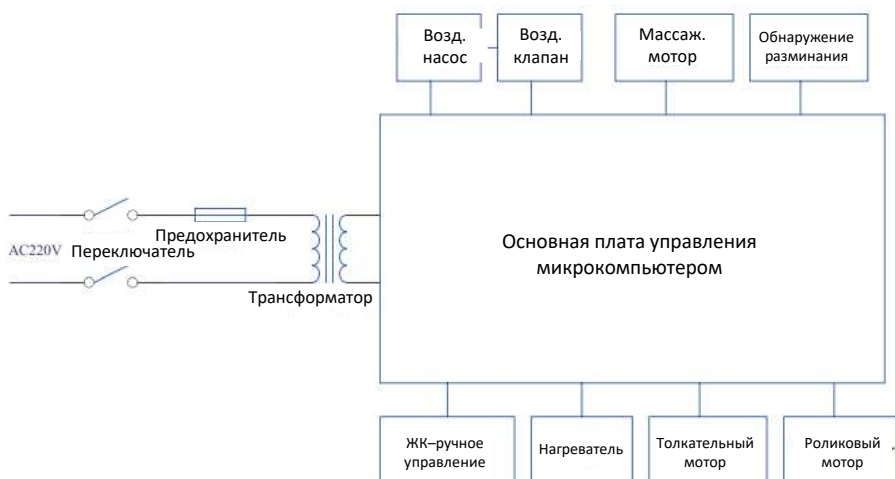 Возд.
насос
Возд.
клапан
Массаж.
мотор
Обнаружение
разминания
Предохранитель
AC220V
Переключатель
Трансформатор
Основная плата управления
микрокомпьютером
ЖК–ручное
управление
Нагреватель
Толкательный
мотор
Роликовый
мотор